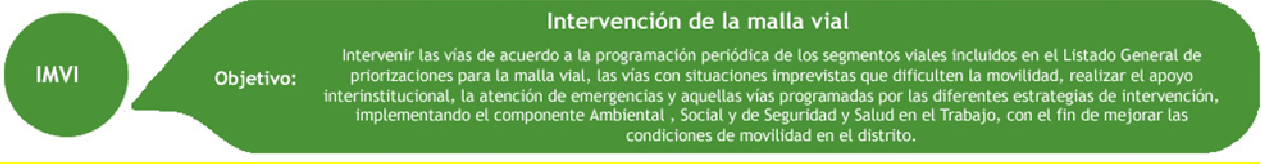 Intervención de la malla vial
IMVI
Objetivo:
Intervenir las vías de acuerdo a la programación periódica de los segmentos viales incluidos en el Listado General de
priorizaciones para la malla vial, las vías con situaciones imprevistas que dificulten la movilidad, realizar el apoyo
interinstitucional, la atención de emergencias y aquellas vías programadas por las diferentes estrategias de intervención,
implementando el componente Ambiental , Social y de Seguridad y Salud en el Trabajo, con el fin de mejorar las
condiciones de movilidad en el distrito.